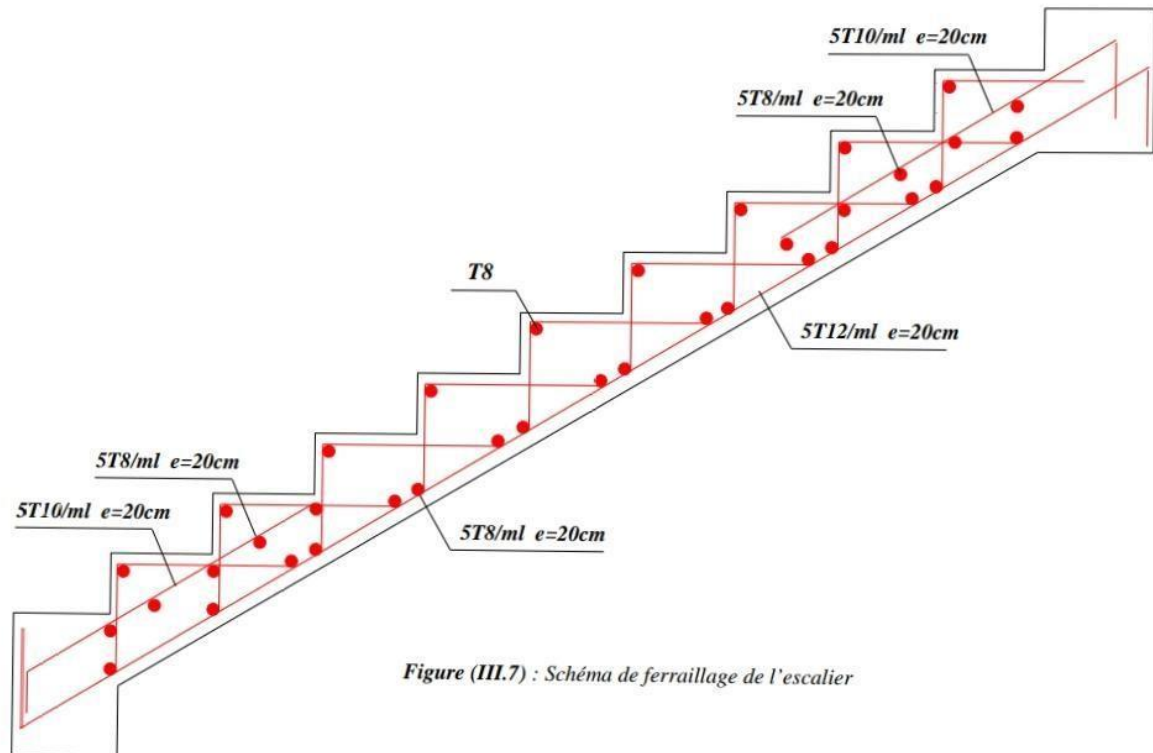 5T10/ml e=20cm
5T8/ml e=20cm
T8
5T12/ml e=20cm
5T8/ml e=20cm
5T10/ml e=20cm
5T8/ml e=20cm
Figure (III.7) : Schéma de ferraillage de l'escalier